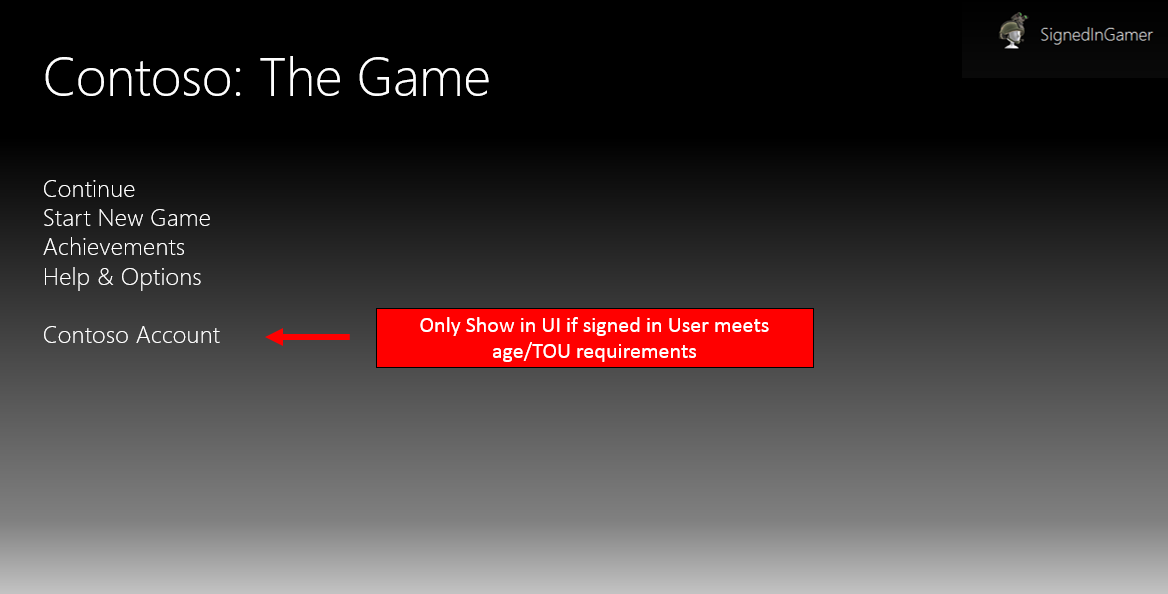 SignedInGamer
Contoso: The Game
Continue
Start New Game
Achievements
Help & Options
Contoso Account
Only Show in UI if signed in User meets
age/TOU requirements